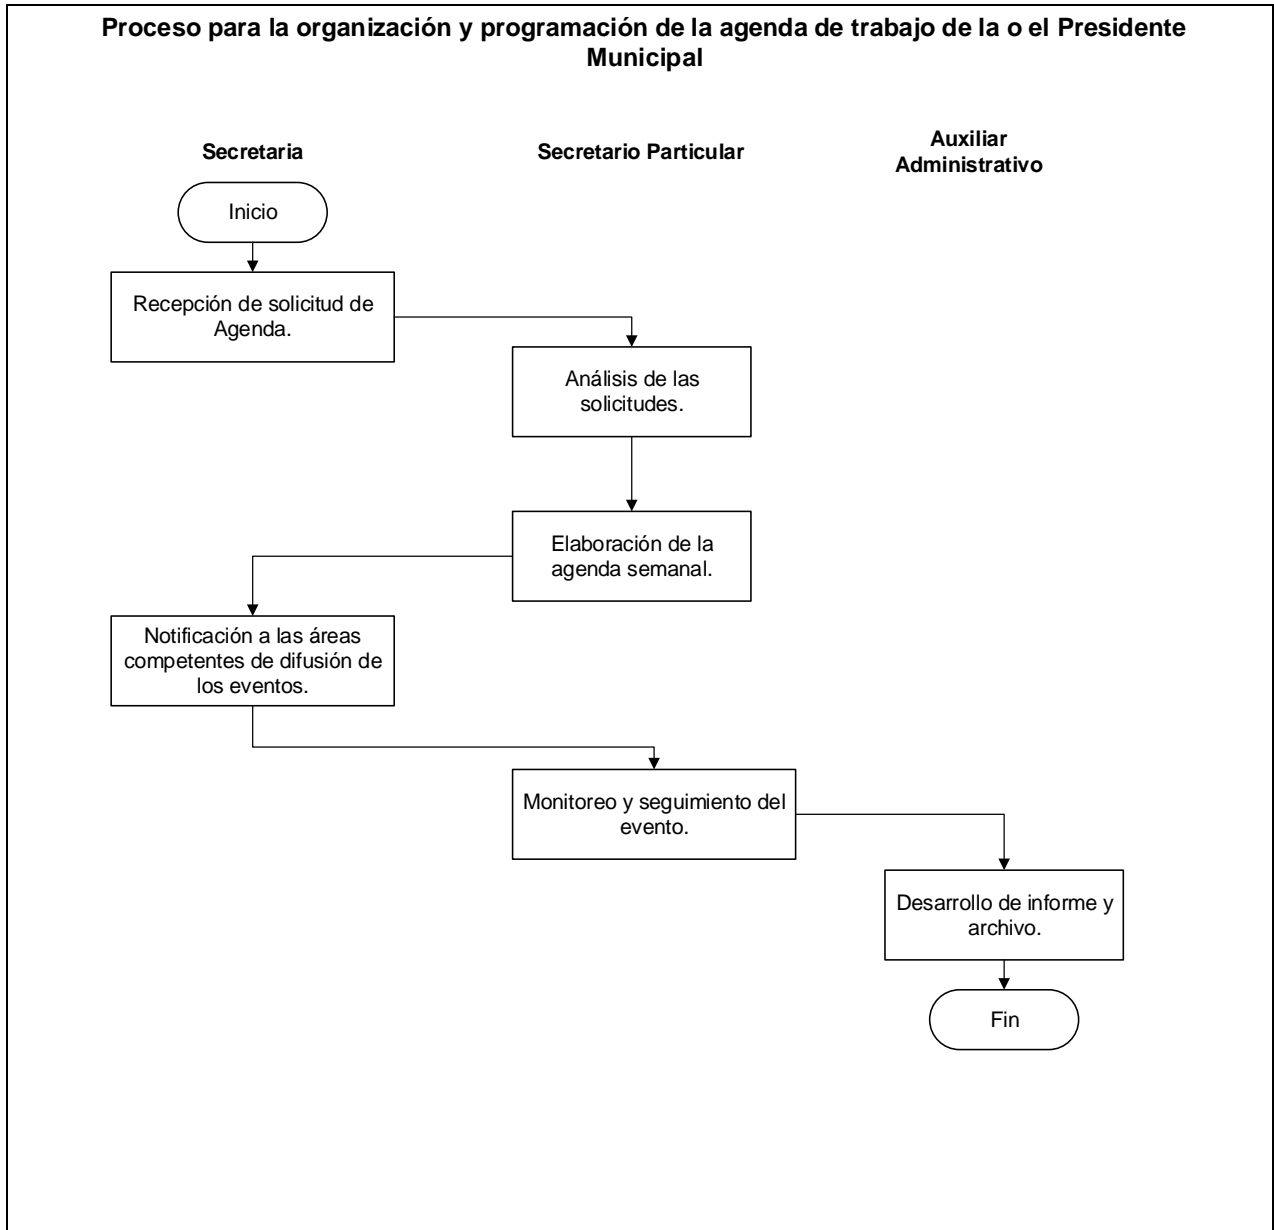 Proceso para la organización y programación de la agenda de trabajo de la o el Presidente
Municipal
Secretaria
Secretario Particular
Auxiliar
Administrativo
Inicio
Recepción de solicitud de
Agenda.
Análisis de las
solicitudes.
Elaboración de la
agenda semanal.
Notificación a las áreas
competentes de difusión de
los eventos.
Monitoreo y seguimiento del
evento.
Desarrollo de informe y
archivo.
Fin